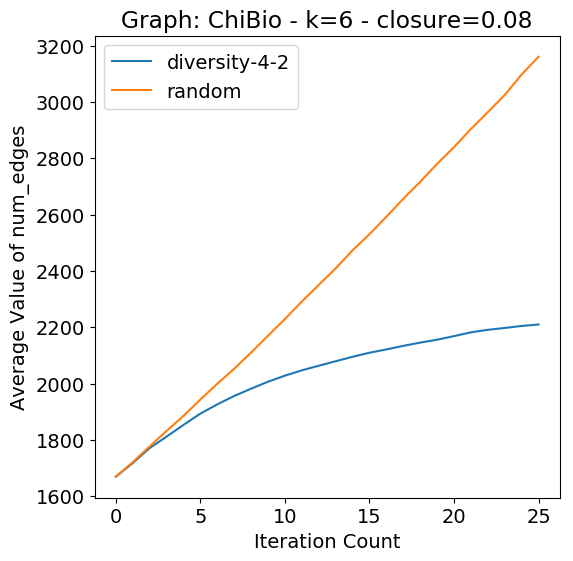 Graph: ChiBio - k=6 - closure=0.08
diversity-4-2
random
Average Value of num_edges
3200
3000
2800
2600
2400
2200
2000
1800
1600
0 5 10 15 20 25
Iteration Count